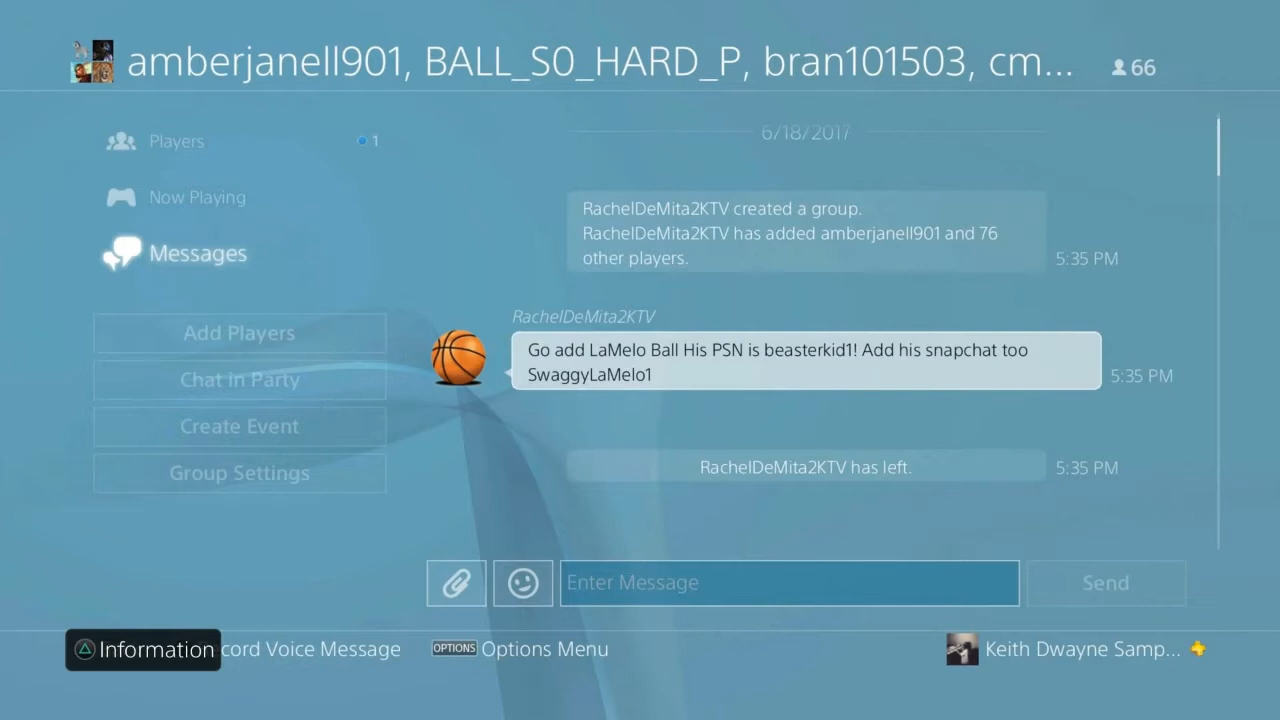 amberjanell901, BALL_S0_HARD_P, bran101503, cm...
66
Players
1
Now Playing
Messages
Add Players
Chat in Party
Create Event
Group Settings
6/18/2017
RachelDeMita2KTV created a group.
RachelDeMita2KTV has added amberjanell901 and 76
other players.
5:35 PM
RachelDeMita2KTV
Go add LaMelo Ball His PSN is beasterkid1! Add his snapchat too
SwaggyLaMelo1
5:35 PM
RachelDeMita2KTV has left.
5:35 PM
Enter Message
Send
Information
cord Voice Message
OPTIONS Options Menu
Keith Dwayne Samp...